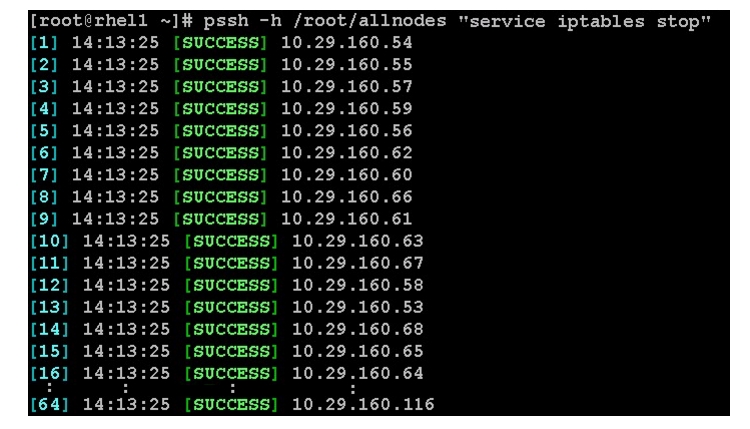 [root@rhel1 ~]# pssh -h /root/allnodes "service iptables stop"
[1] 14:13:25 [SUCCESS] 10.29.160.54
[2] 14:13:25 [SUCCESS] 10.29.160.55
[3] 14:13:25 [SUCCESS] 10.29.160.57
[4] 14:13:25 [SUCCESS] 10.29.160.59
[5] 14:13:25 [SUCCESS] 10.29.160.56
[6] 14:13:25 [SUCCESS] 10.29.160.62
[7] 14:13:25 [SUCCESS] 10.29.160.60
[8] 14:13:25 [SUCCESS] 10.29.160.66
[9] 14:13:25 [SUCCESS] 10.29.160.61
[10] 14:13:25 [SUCCESS] 10.29.160.63
[11] 14:13:25 [SUCCESS] 10.29.160.67
[12] 14:13:25 [SUCCESS] 10.29.160.58
[13] 14:13:25 [SUCCESS] 10.29.160.53
[14] 14:13:25 [SUCCESS] 10.29.160.68
[15] 14:13:25 [SUCCESS] 10.29.160.65
[16] 14:13:25 [SUCCESS] 10.29.160.64
: : : :
[64] 14:13:25 [SUCCESS] 10.29.160.116